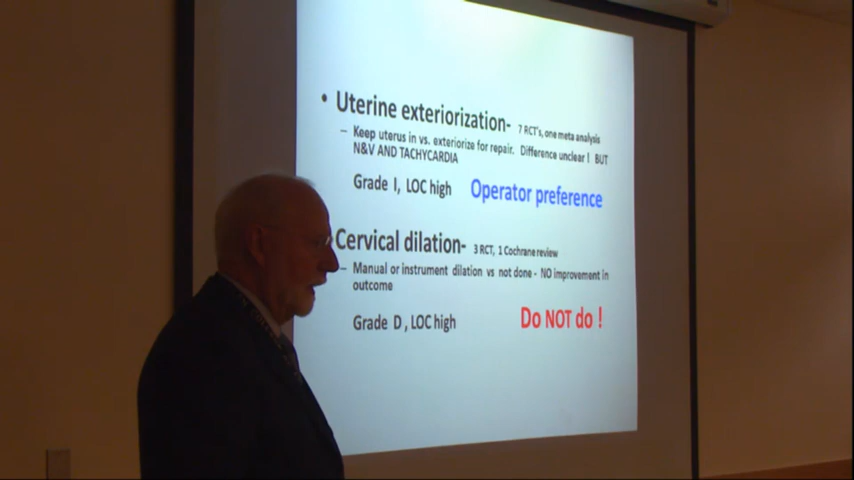 • Uterine exteriorization- 7 RCT's, one meta analysis
– Keep uterus in vs. exteriorize for repair. Difference unclear ! BUT
N&V AND TACHYCARDIA
Grade I, LOC high Operator preference
Cervical dilation- 3 RCT, 1 Cochrane review
– Manual or instrument dilation vs not done - NO improvement in
outcome
Grade D , LOC high Do NOT do !